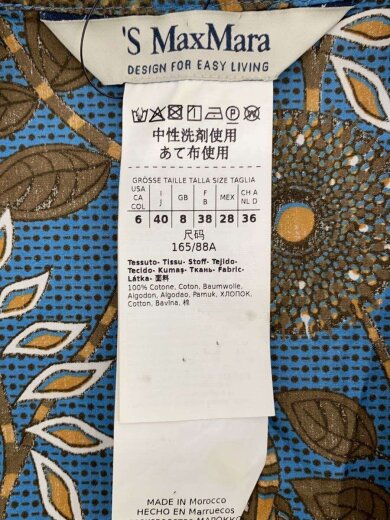 'S MaxMara
DESIGN FOR EASY LIVING
中性洗剤使用
あて布使用
GRÖSSE TAILLE TALLA SIZE TAGLIA
USA CA COL I J GB F B MEX CH A NL D
6 40 8 38 28 36
尺码
165/88A
Tessuto- Tissu- Stoff- Tejido-
Tecido- Kumaş- Ткань- Fabric-
Látka- 面料
100% Cotone, Coton, Baumwolle,
Algodon, Algodao, Pamuk, ХЛОПОК,
Cotton, Bavlna, 棉
MADE IN Morocco
HECHO EN Marruecos